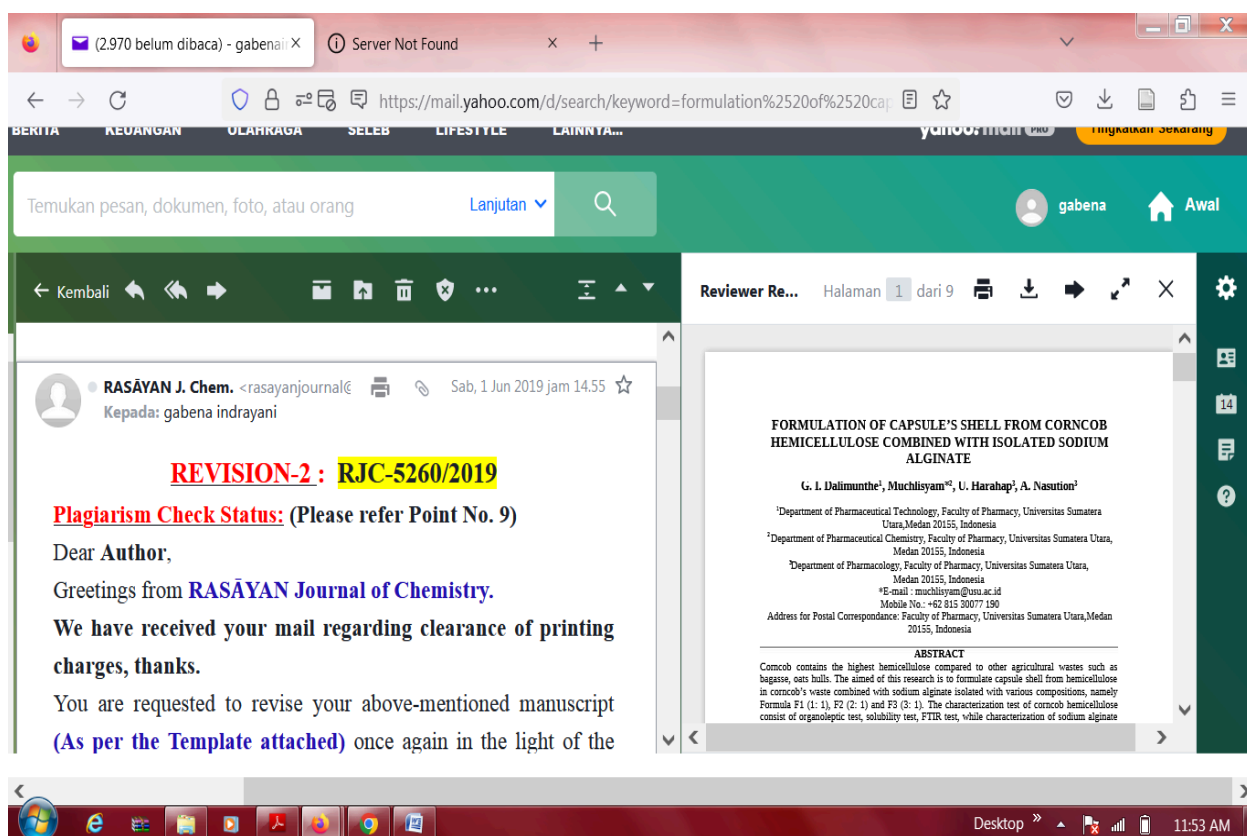 (2.970 belum dibaca) - gabenai
Server Not Found
https://mail.yahoo.com/d/search/keyword=formulation%2520of%2520cap
BERITA KEUANGAN OLAHRAGA SELEB LIFESTYLE LAINNYA...
yahoo!mail PRO
Tingkatkan Sekarang
Temukan pesan, dokumen, foto, atau orang
Lanjutan
gabena
Awal
Kembali
Reviewer Re...
Halaman 1 dari 9
14
RASĀYAN J. Chem. <rasayanjournal@
Sab, 1 Jun 2019 jam 14.55
Kepada: gabena indrayani
REVISION-2 : RJC-5260/2019
Plagiarism Check Status: (Please refer Point No. 9)
Dear Author,
Greetings from RASĀYAN Journal of Chemistry.
We have received your mail regarding clearance of printing
charges, thanks.
You are requested to revise your above-mentioned manuscript
(As per the Template attached) once again in the light of the
FORMULATION OF CAPSULE'S SHELL FROM CORNCOB
HEMICELLULOSE COMBINED WITH ISOLATED SODIUM
ALGINATE
G. I. Dalimunthe¹, Muchlisyam*², U. Harahap³, A. Nasution³
¹Department of Pharmaceutical Technology, Faculty of Pharmacy, Universitas Sumatera
Utara,Medan 20155, Indonesia
²Department of Pharmaceutical Chemistry, Faculty of Pharmacy, Universitas Sumatera Utara,
Medan 20155, Indonesia
³Department of Pharmacology, Faculty of Pharmacy, Universitas Sumatera Utara,
Medan 20155, Indonesia
*E-mail : muchlisyam@usu.ac.id
Mobile No.: +62 815 30077 190
Address for Postal Correspondance: Faculty of Pharmacy, Universitas Sumatera Utara,Medan
20155, Indonesia
ABSTRACT
Corncob contains the highest hemicellulose compared to other agricultural wastes such as
bagasse, oats hulls. The aimed of this research is to formulate capsule shell from hemicellulose
in corncob's waste combined with sodium alginate isolated with various compositions, namely
Formula F1 (1: 1), F2 (2: 1) and F3 (3: 1). The characterization test of corncob hemicellulose
consist of organoleptic test, solubility test, FTIR test, while characterization of sodium alginate
Desktop
11:53 AM